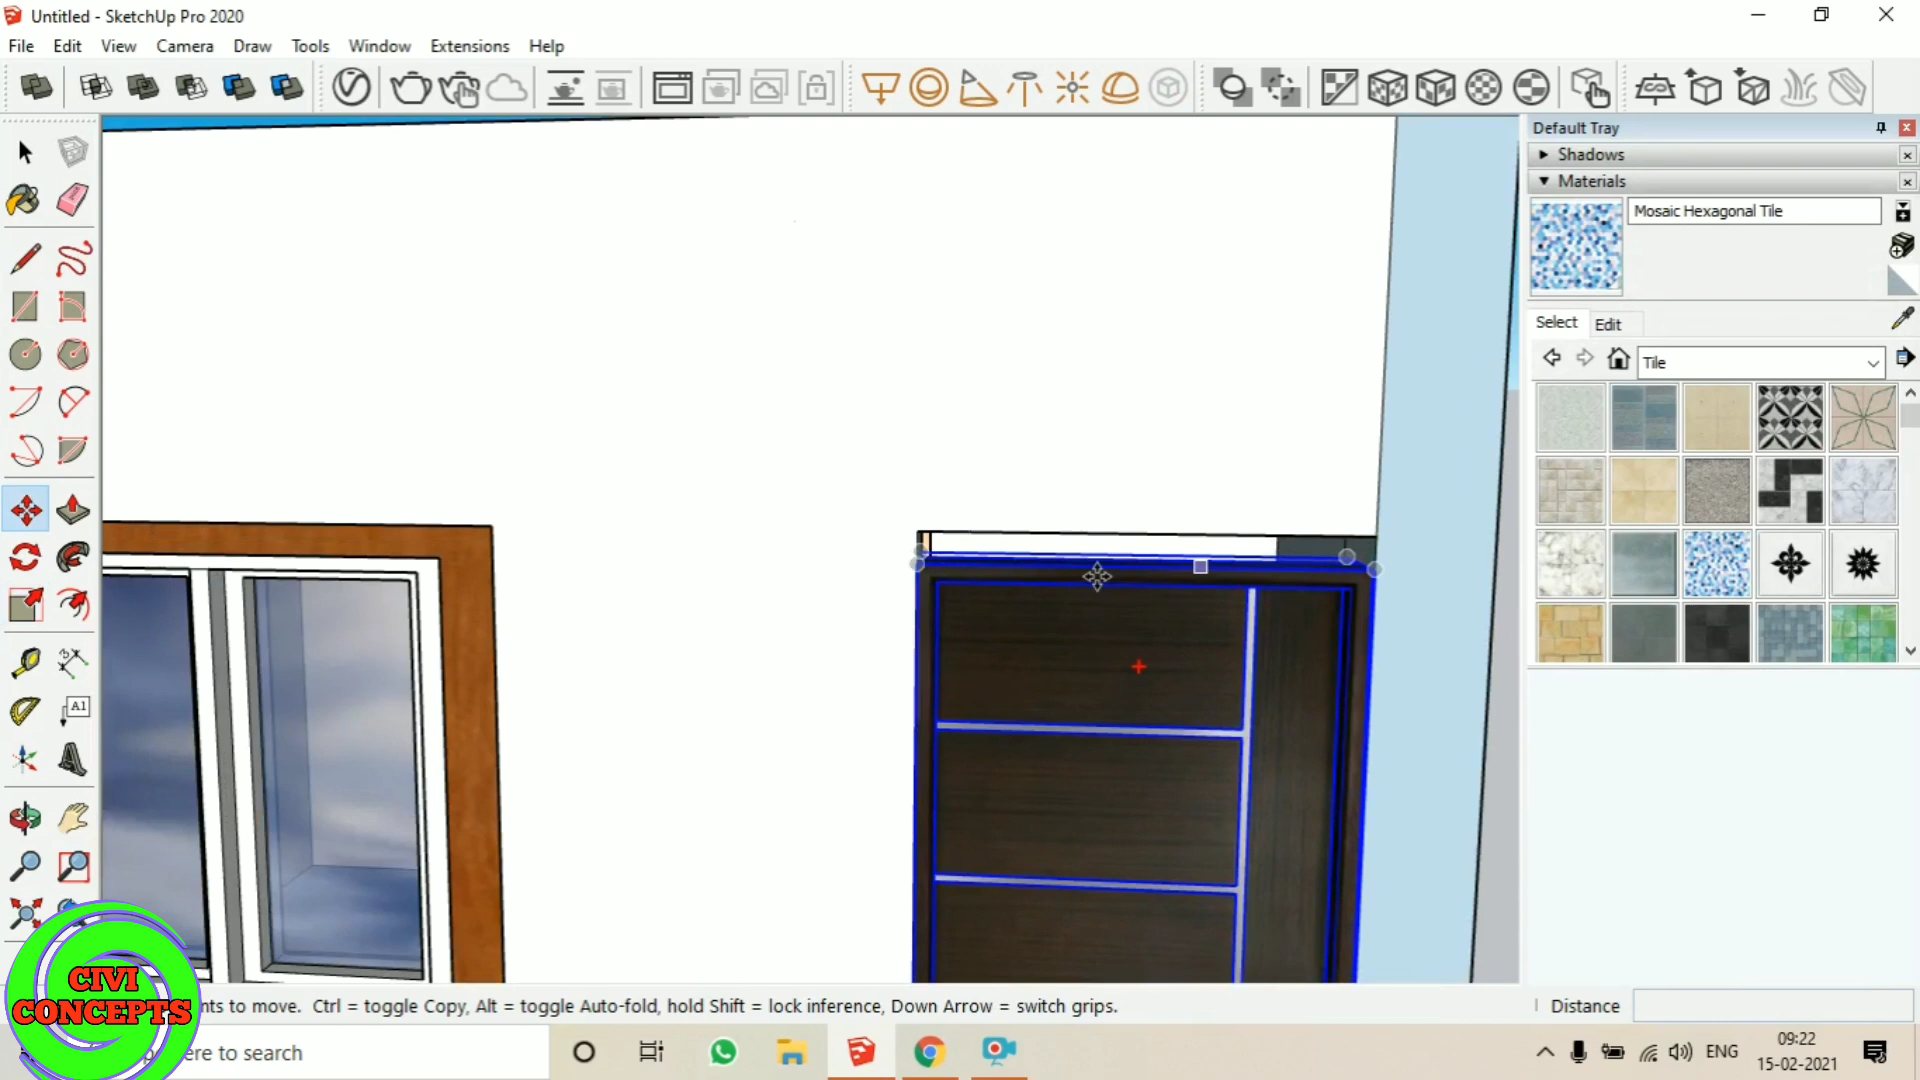 Untitled - SketchUp Pro 2020
File Edit View Camera Draw Tools Window Extensions Help
Default Tray
Shadows
Materials
Mosaic Hexagonal Tile
Select Edit
Tile
A1
CIVI
CONCEPTS
nts to move. Ctrl = toggle Copy, Alt = toggle Auto-fold, hold Shift = lock inference, Down Arrow = switch grips.
Distance
ere to search
ENG
09:22
15-02-2021